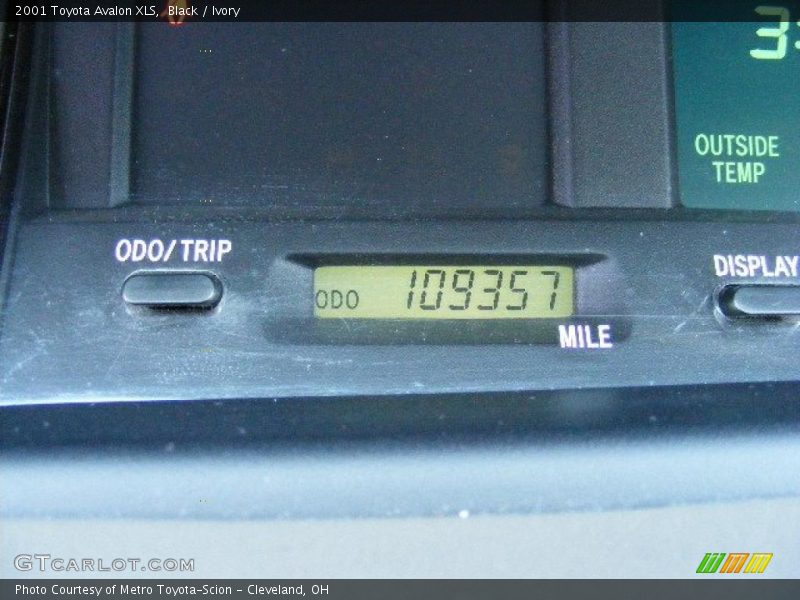 2001 Toyota Avalon XLS,  Black / Ivory
3:
OUTSIDE
TEMP
ODO/TRIP
DISPLAY
ODO 109357
MILE
GTCARLOT.COM
Photo Courtesy of Metro Toyota-Scion - Cleveland, OH